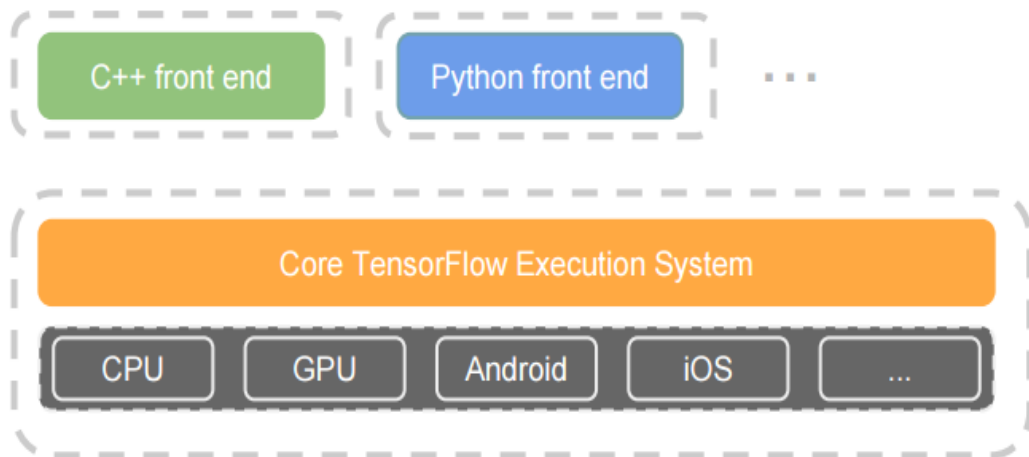 C++ front end
Python front end
...
Core TensorFlow Execution System
CPU
GPU
Android
iOS
...